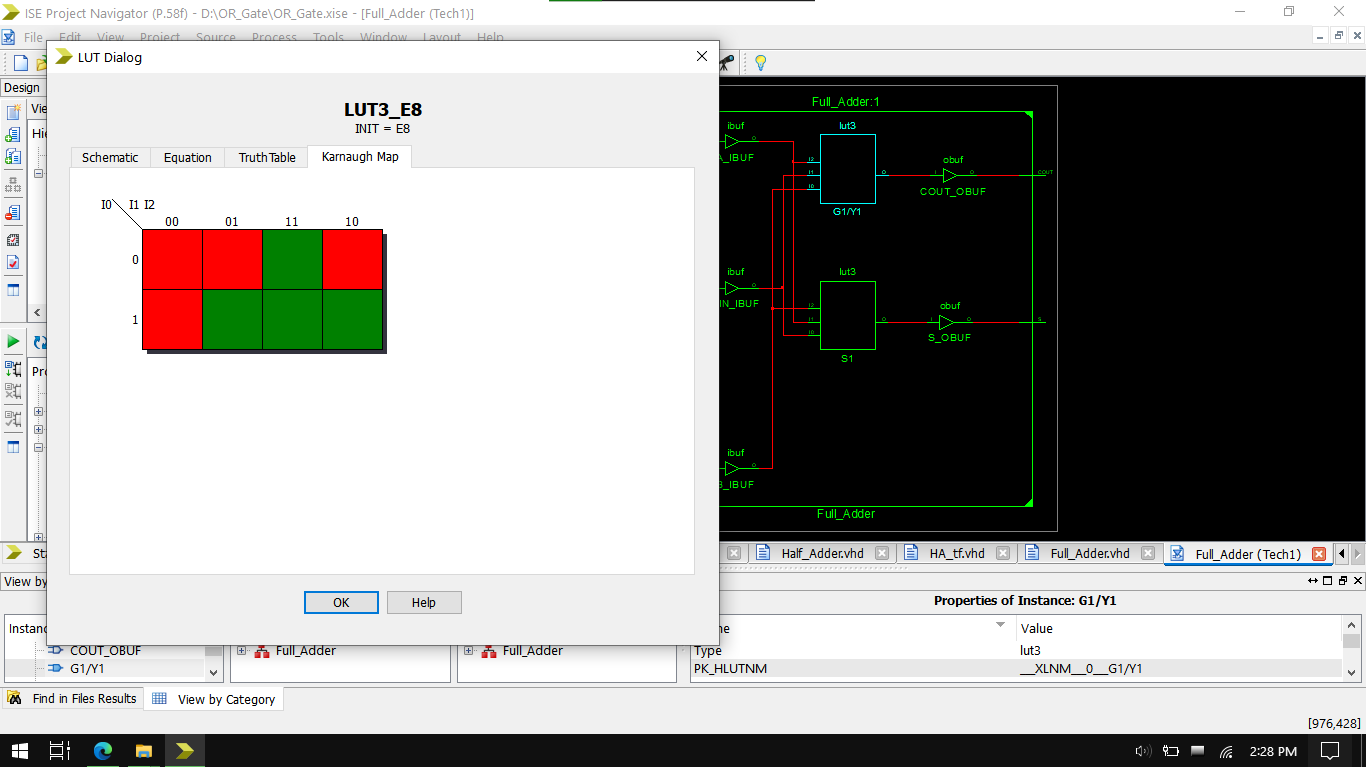 ISE Project Navigator (P.58f) - D:\OR_Gate\OR_Gate.xise - [Full_Adder (Tech1)]
File Edit View Project Source Process Tools Window Layout Help
LUT Dialog
Design
LUT3_E8
INIT = E8
Schematic Equation TruthTable Karnaugh Map
I0 I1 I2
00 01 11 10
0
1
OK Help
Full_Adder:1
ibuf lut3
I2
I1
I0
O
A_IBUF
obuf
I O COUT
COUT_OBUF
G1/Y1
ibuf lut3
IN_IBUF
I2
I1
I0
O
obuf
I O S
S_OBUF
S1
ibuf
O
_IBUF
Full_Adder
Half_Adder.vhd HA_tf.vhd Full_Adder.vhd Full_Adder (Tech1)
View by
Properties of Instance: G1/Y1
Value
COUT_OBUF Full_Adder Full_Adder Type lut3
G1/Y1 PK_HLUTNM ___XLNM___0___G1/Y1
Find in Files Results View by Category
[976,428]
2:28 PM